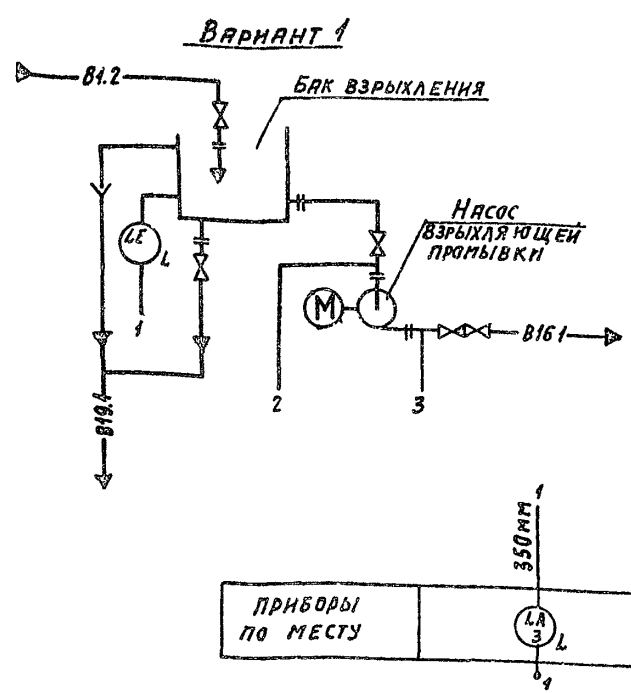 Вариант 1
В1.2
Бак взрыхления
Насос
взрыхляющей
промывки
LE
L
1
М
2
3
В16.1
В19.1
1
350мм
Приборы
по месту
LA
3
L
1